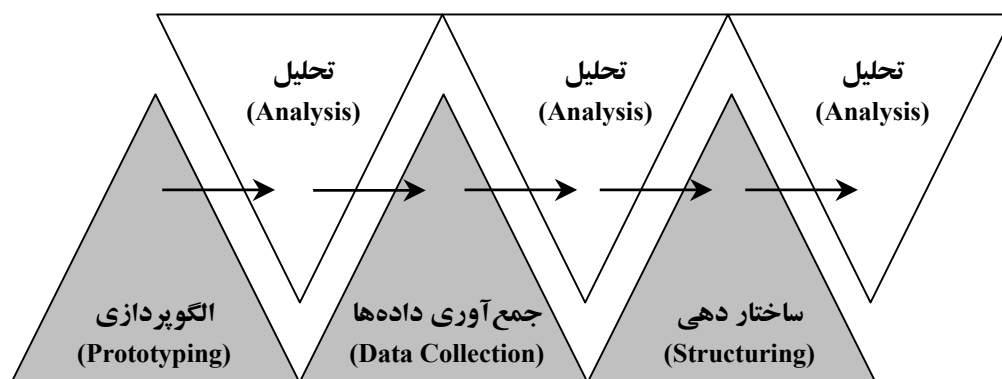 تحلیل
(Analysis)
تحلیل
(Analysis)
تحلیل
(Analysis)
الگوپردازی
(Prototyping)
جمع‌آوری داده‌ها
(Data Collection)
ساختار دهی
(Structuring)